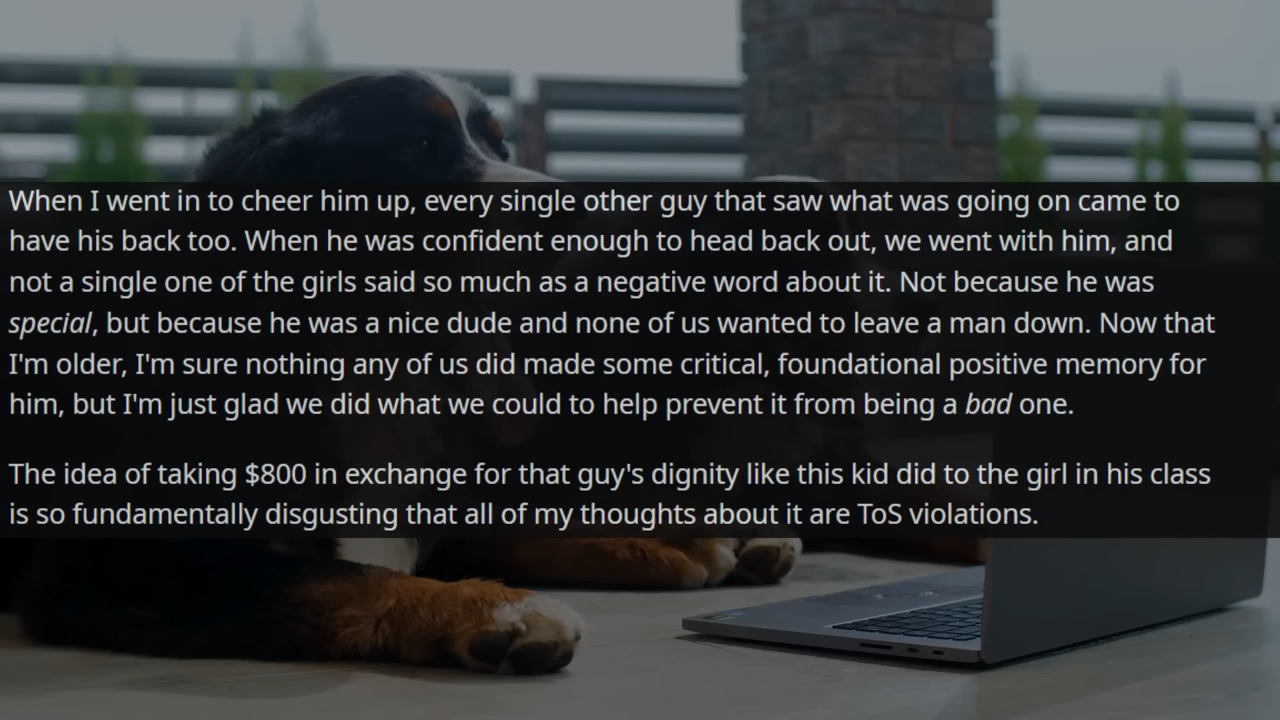 When I went in to cheer him up, every single other guy that saw what was going on came to
have his back too. When he was confident enough to head back out, we went with him, and
not a single one of the girls said so much as a negative word about it. Not because he was
special, but because he was a nice dude and none of us wanted to leave a man down. Now that
I'm older, I'm sure nothing any of us did made some critical, foundational positive memory for
him, but I'm just glad we did what we could to help prevent it from being a bad one.
The idea of taking $800 in exchange for that guy's dignity like this kid did to the girl in his class
is so fundamentally disgusting that all of my thoughts about it are ToS violations.